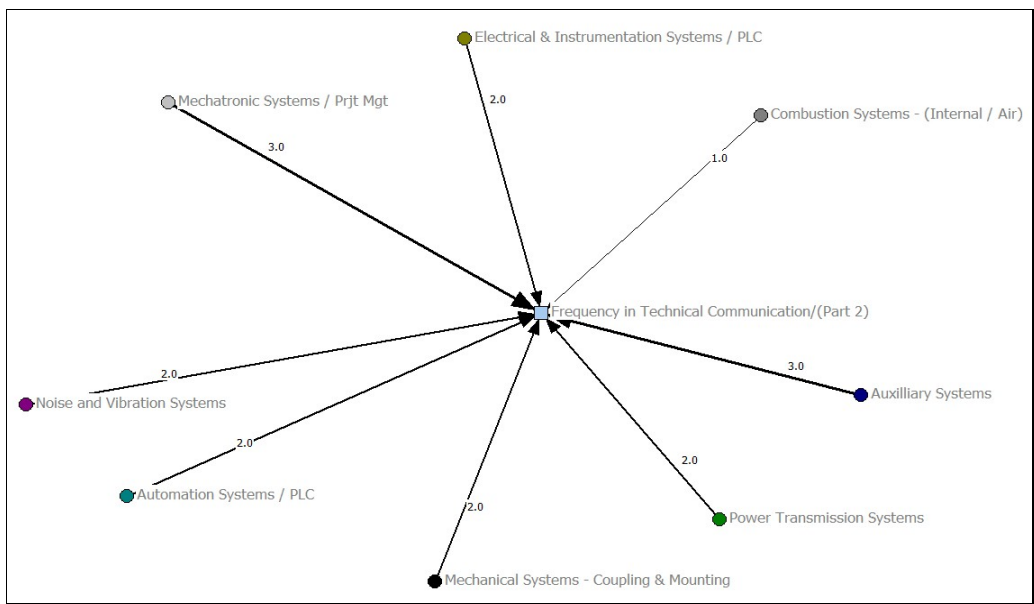 Electrical & Instrumentation Systems / PLC
Mechatronic Systems / Prjt Mgt
2.0
Combustion Systems - (Internal / Air)
3.0
1.0
Frequency in Technical Communication/(Part 2)
2.0
3.0
Noise and Vibration Systems
Auxilliary Systems
2.0
2.0
Automation Systems / PLC
2.0
Power Transmission Systems
Mechanical Systems - Coupling & Mounting